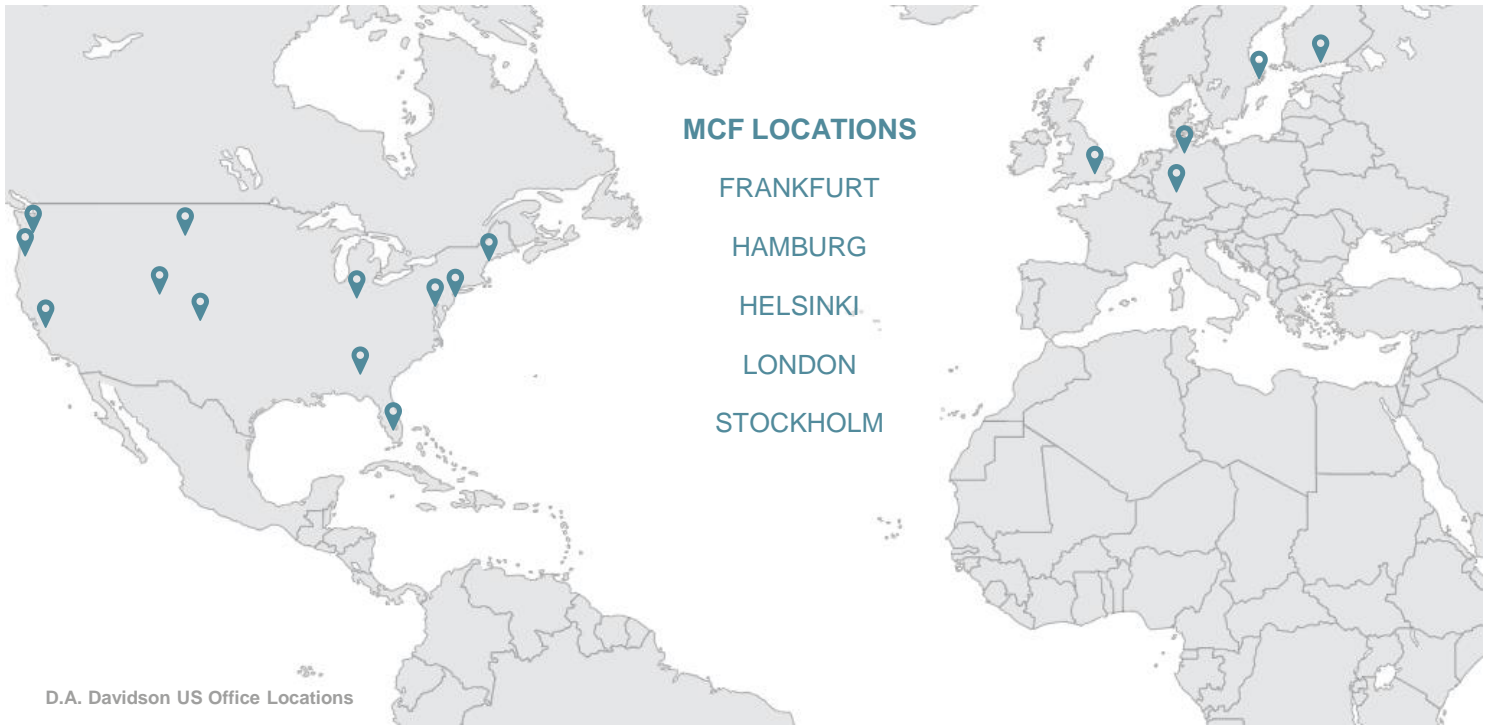 MCF LOCATIONS
FRANKFURT
HAMBURG
HELSINKI
LONDON
STOCKHOLM
D.A. Davidson US Office Locations